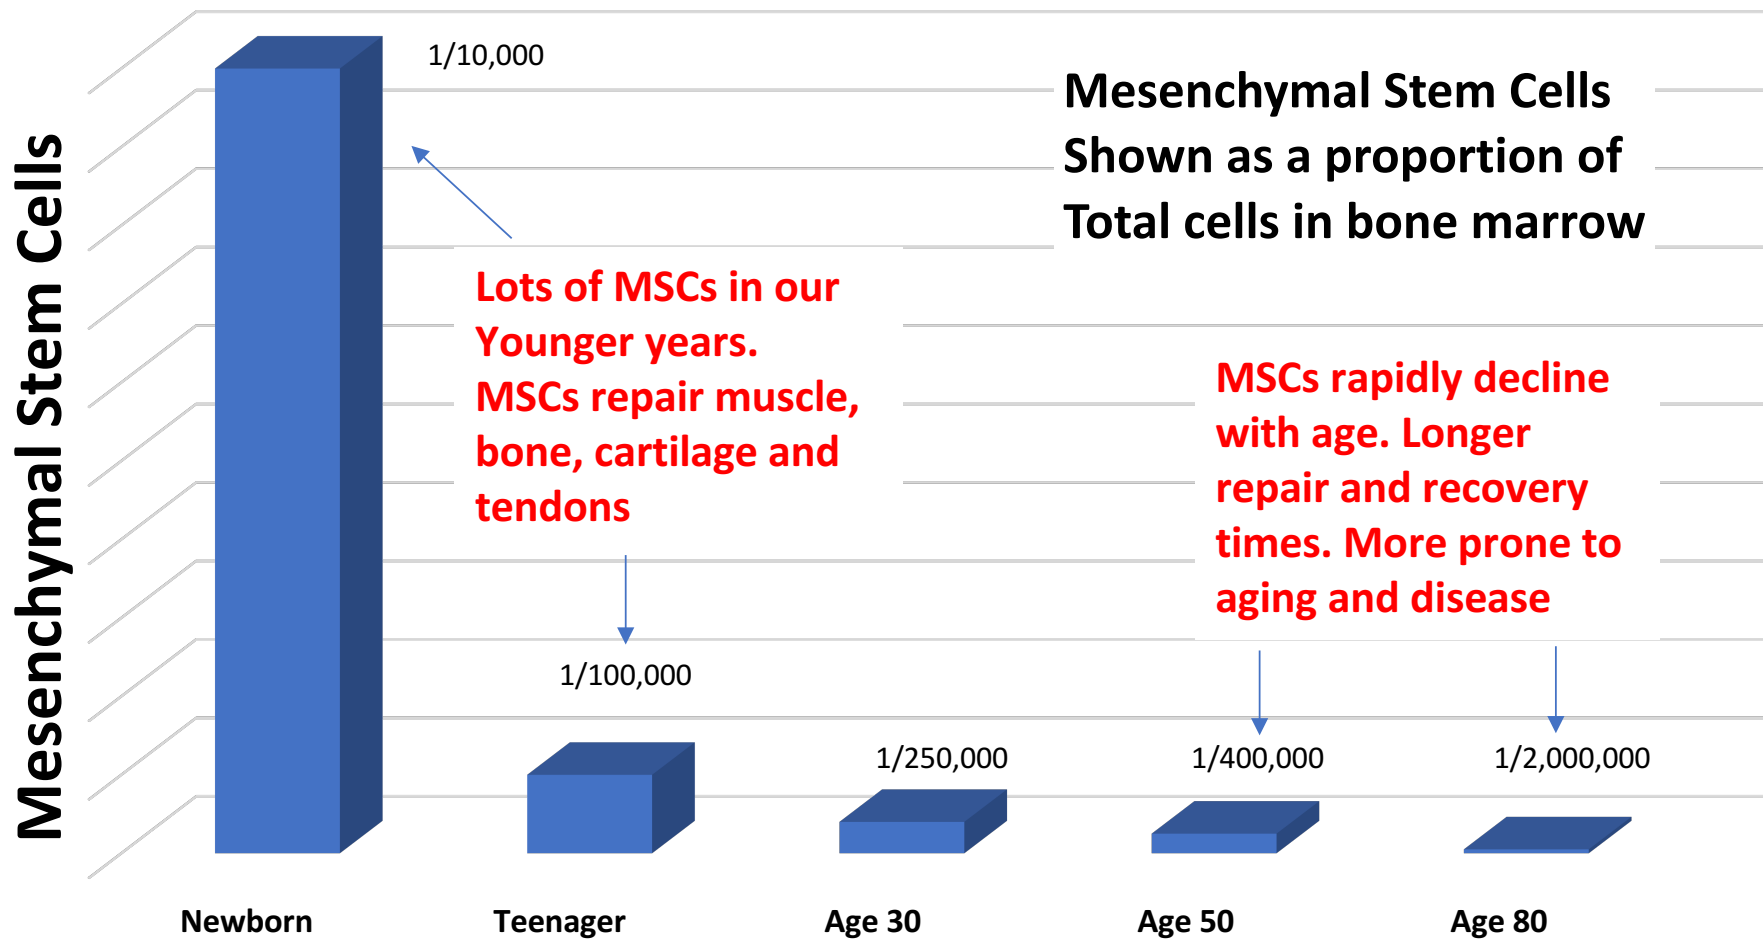 Mesenchymal Stem Cells
1/10,000
Mesenchymal Stem Cells
Shown as a proportion of
Total cells in bone marrow
Lots of MSCs in our
Younger years.
MSCs repair muscle,
bone, cartilage and
tendons
MSCs rapidly decline
with age. Longer
repair and recovery
times. More prone to
aging and disease
1/100,000
1/250,000
1/400,000
1/2,000,000
Newborn
Teenager
Age 30
Age 50
Age 80